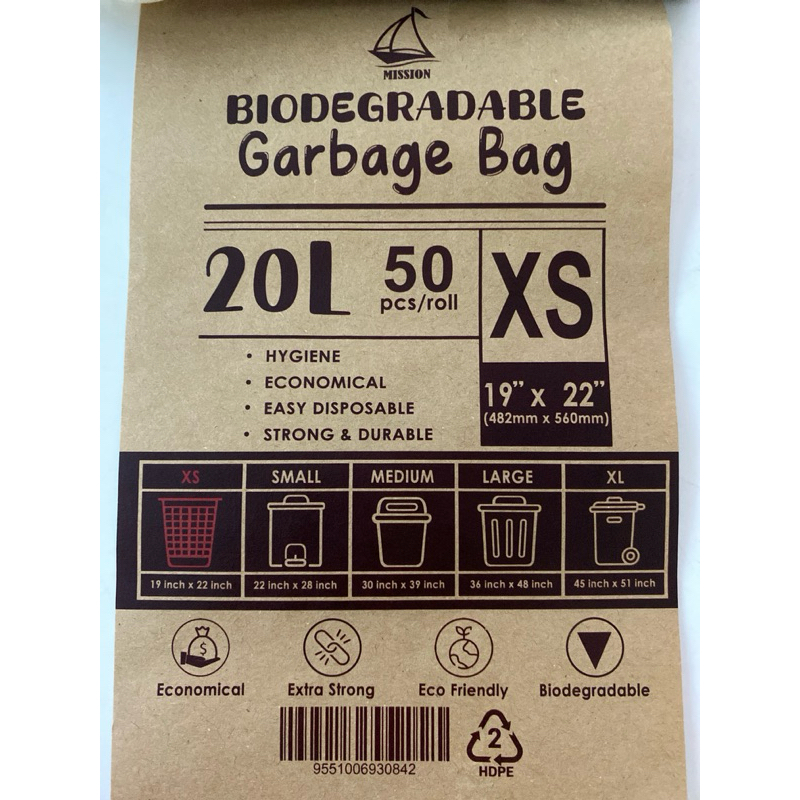 MISSION
BIODEGRADABLE
Garbage Bag
20L
50
pcs/roll
XS
• HYGIENE
• ECONOMICAL
• EASY DISPOSABLE
• STRONG & DURABLE
19” x 22”
(482mm x 560mm)
XS SMALL MEDIUM LARGE XL
19 inch x 22 inch 22 inch x 28 inch 30 inch x 39 inch 36 inch x 48 inch 45 inch x 51 inch
$
Economical Extra Strong Eco Friendly Biodegradable
9551006930842
2
HDPE